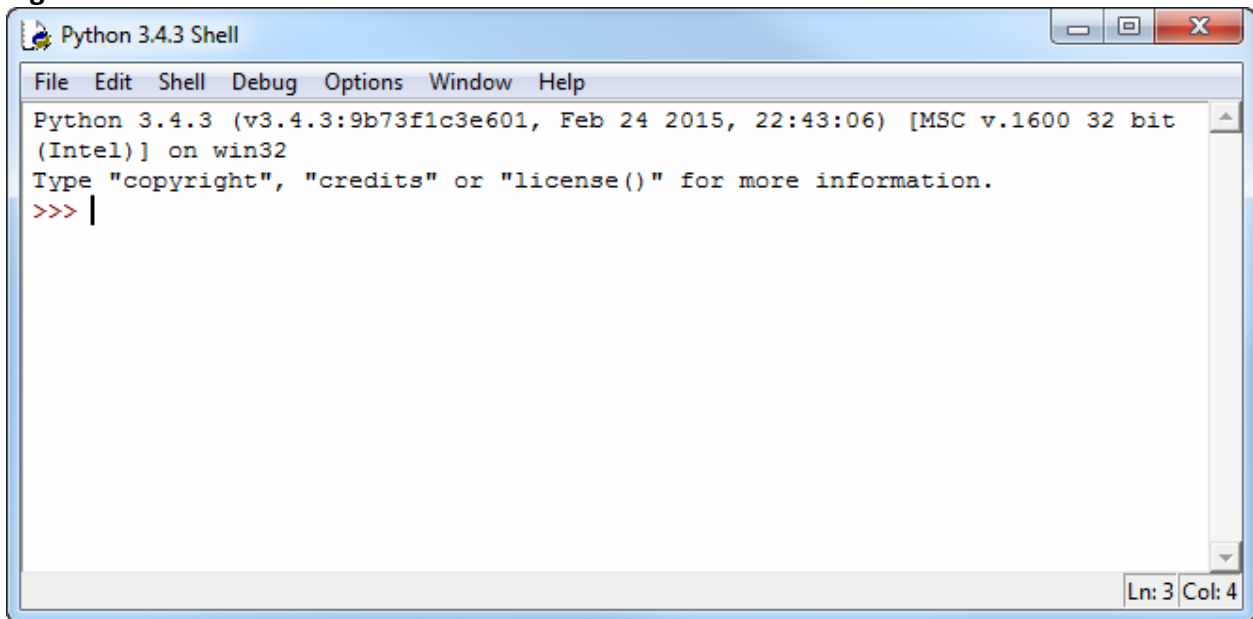 Python 3.4.3 Shell
File Edit Shell Debug Options Window Help
Python 3.4.3 (v3.4.3:9b73f1c3e601, Feb 24 2015, 22:43:06) [MSC v.1600 32 bit
(Intel)] on win32
Type "copyright", "credits" or "license()" for more information.
>>>
Ln: 3 Col: 4